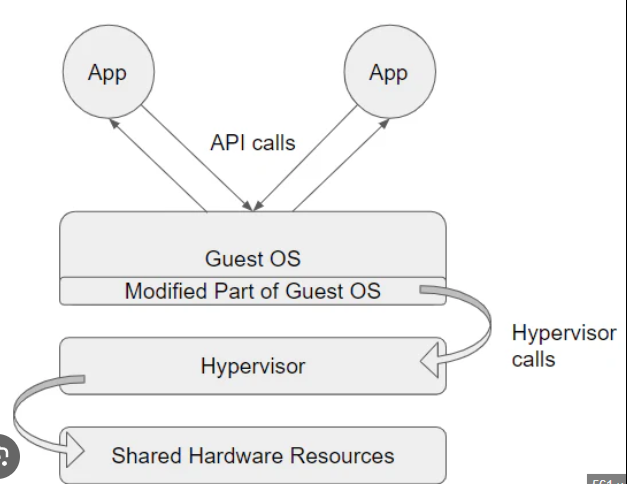 App
App
API calls
Guest OS
Modified Part of Guest OS
Hypervisor
calls
Hypervisor
Shared Hardware Resources